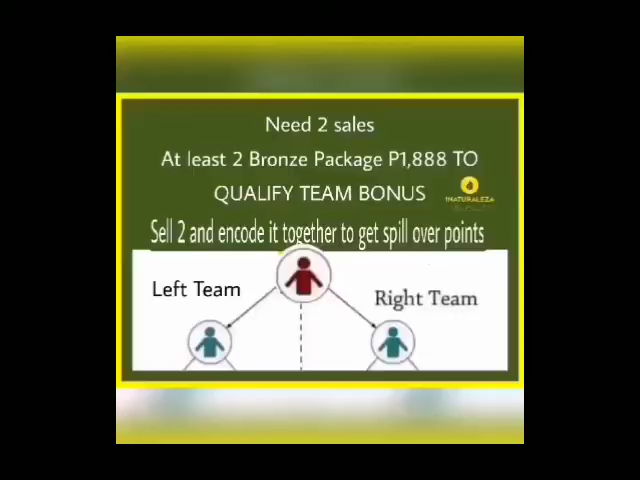 Need 2 sales
At least 2 Bronze Package P1,888 TO
QUALIFY TEAM BONUS
1NATURALEZA
Sell 2 and encode it together to get spill over points
Left Team
Right Team